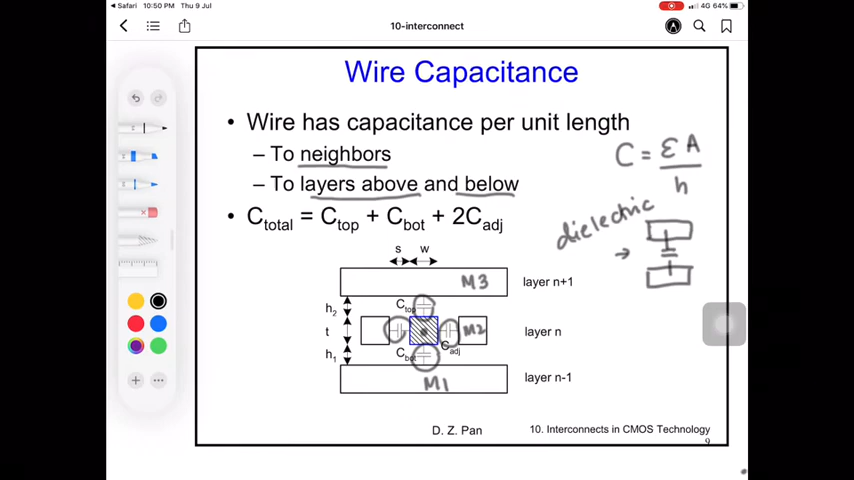 Safari 10:50 PM Thu 9 Jul 4G 64%
10-interconnect
Wire Capacitance
• Wire has capacitance per unit length
– To neighbors
– To layers above and below
• Ctotal = Ctop + Cbot + 2Cadj
C = εA
h
dielectric
→
s w
M3 layer n+1
h2 Ctop
t M2 layer n
Cadj
h1 Cbot
M1 layer n-1
D. Z. Pan 10. Interconnects in CMOS Technology
9